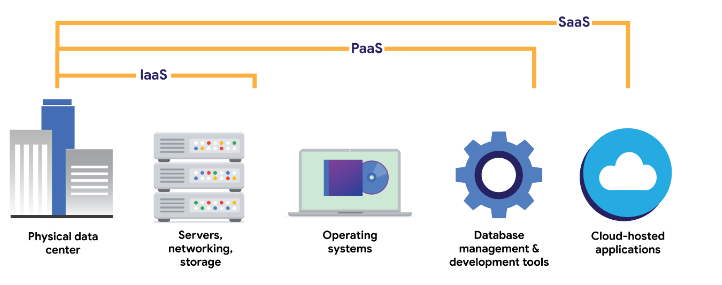 SaaS
PaaS
IaaS
Physical data
center
Servers,
networking,
storage
Operating
systems
Database
management &
development tools
Cloud-hosted
applications